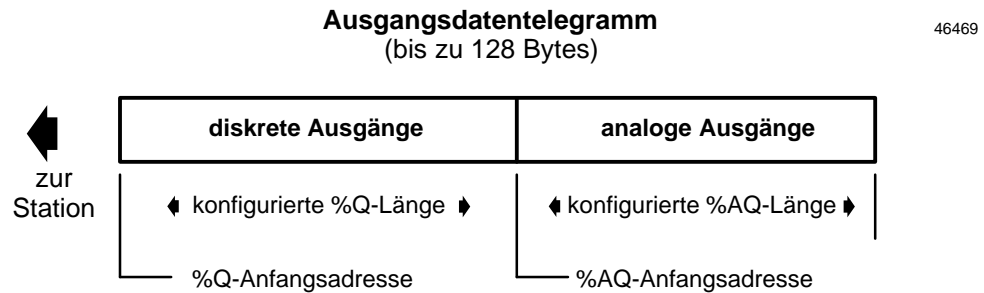 Ausgangsdatentelegramm
(bis zu 128 Bytes)
46469
diskrete Ausgänge
analoge Ausgänge
zur
Station
konfigurierte %Q-Länge
konfigurierte %AQ-Länge
%Q-Anfangsadresse
%AQ-Anfangsadresse